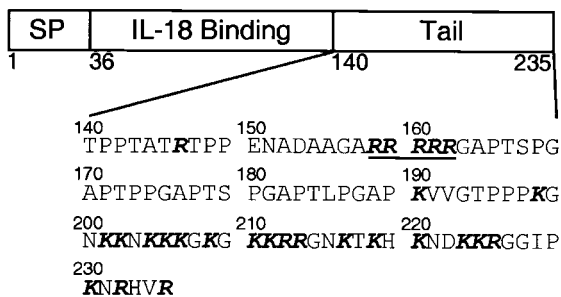 SP IL-18 Binding Tail
1 36 140 235
140 150 160
TPPTATRTPP ENADAAGARR RRRGAPTSPG
170 180 190
APTPPGAPTS PGAPTLPGAP KVVGTPPPKG
200 210 220
NKKNKKKGKG KKRRGNKTKH KNDKKRGGIP
230
KNRHVR